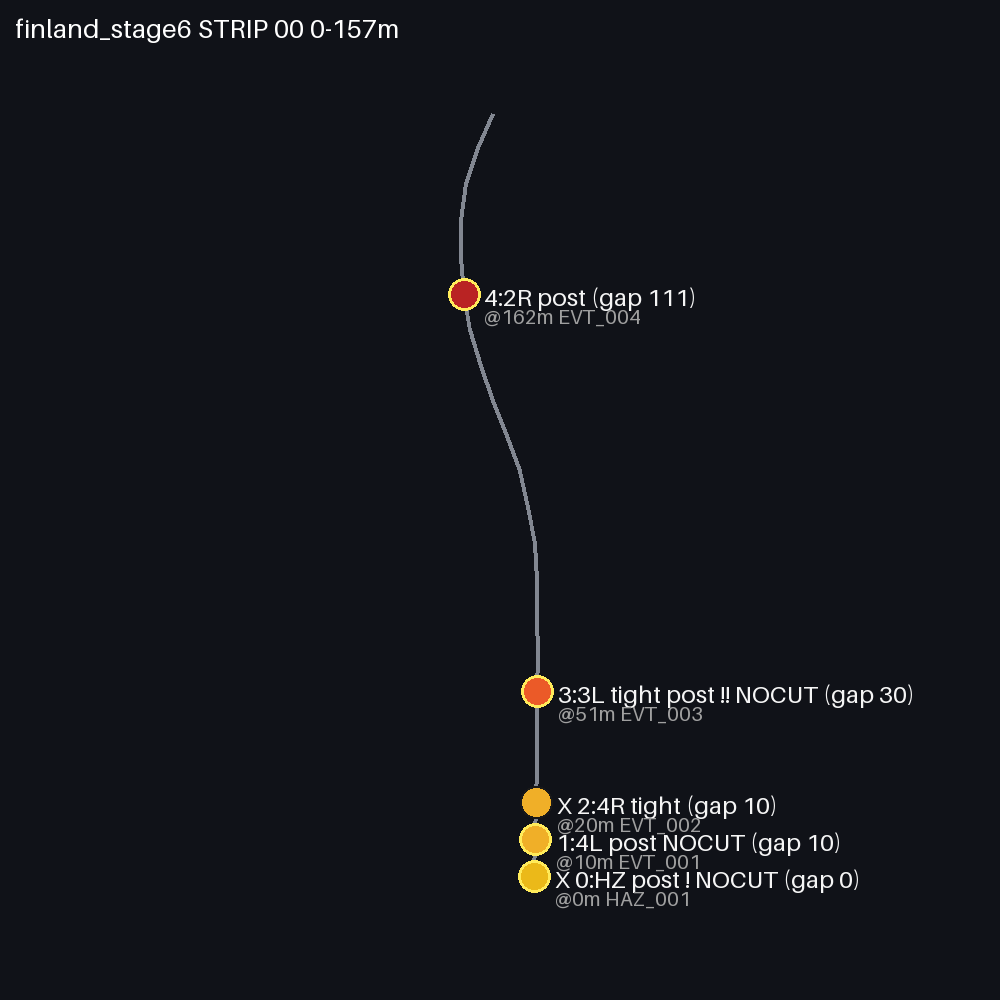 finland_stage6 STRIP 00 0-157m
4:2R post (gap 111)
@162m EVT_004
3:3L tight post !! NOCUT (gap 30)
@51m EVT_003
X 2:4R tight (gap 10)
@20m EVT_002
1:4L post NOCUT (gap 10)
@10m EVT_001
X 0:HZ post ! NOCUT (gap 0)
@0m HAZ_001